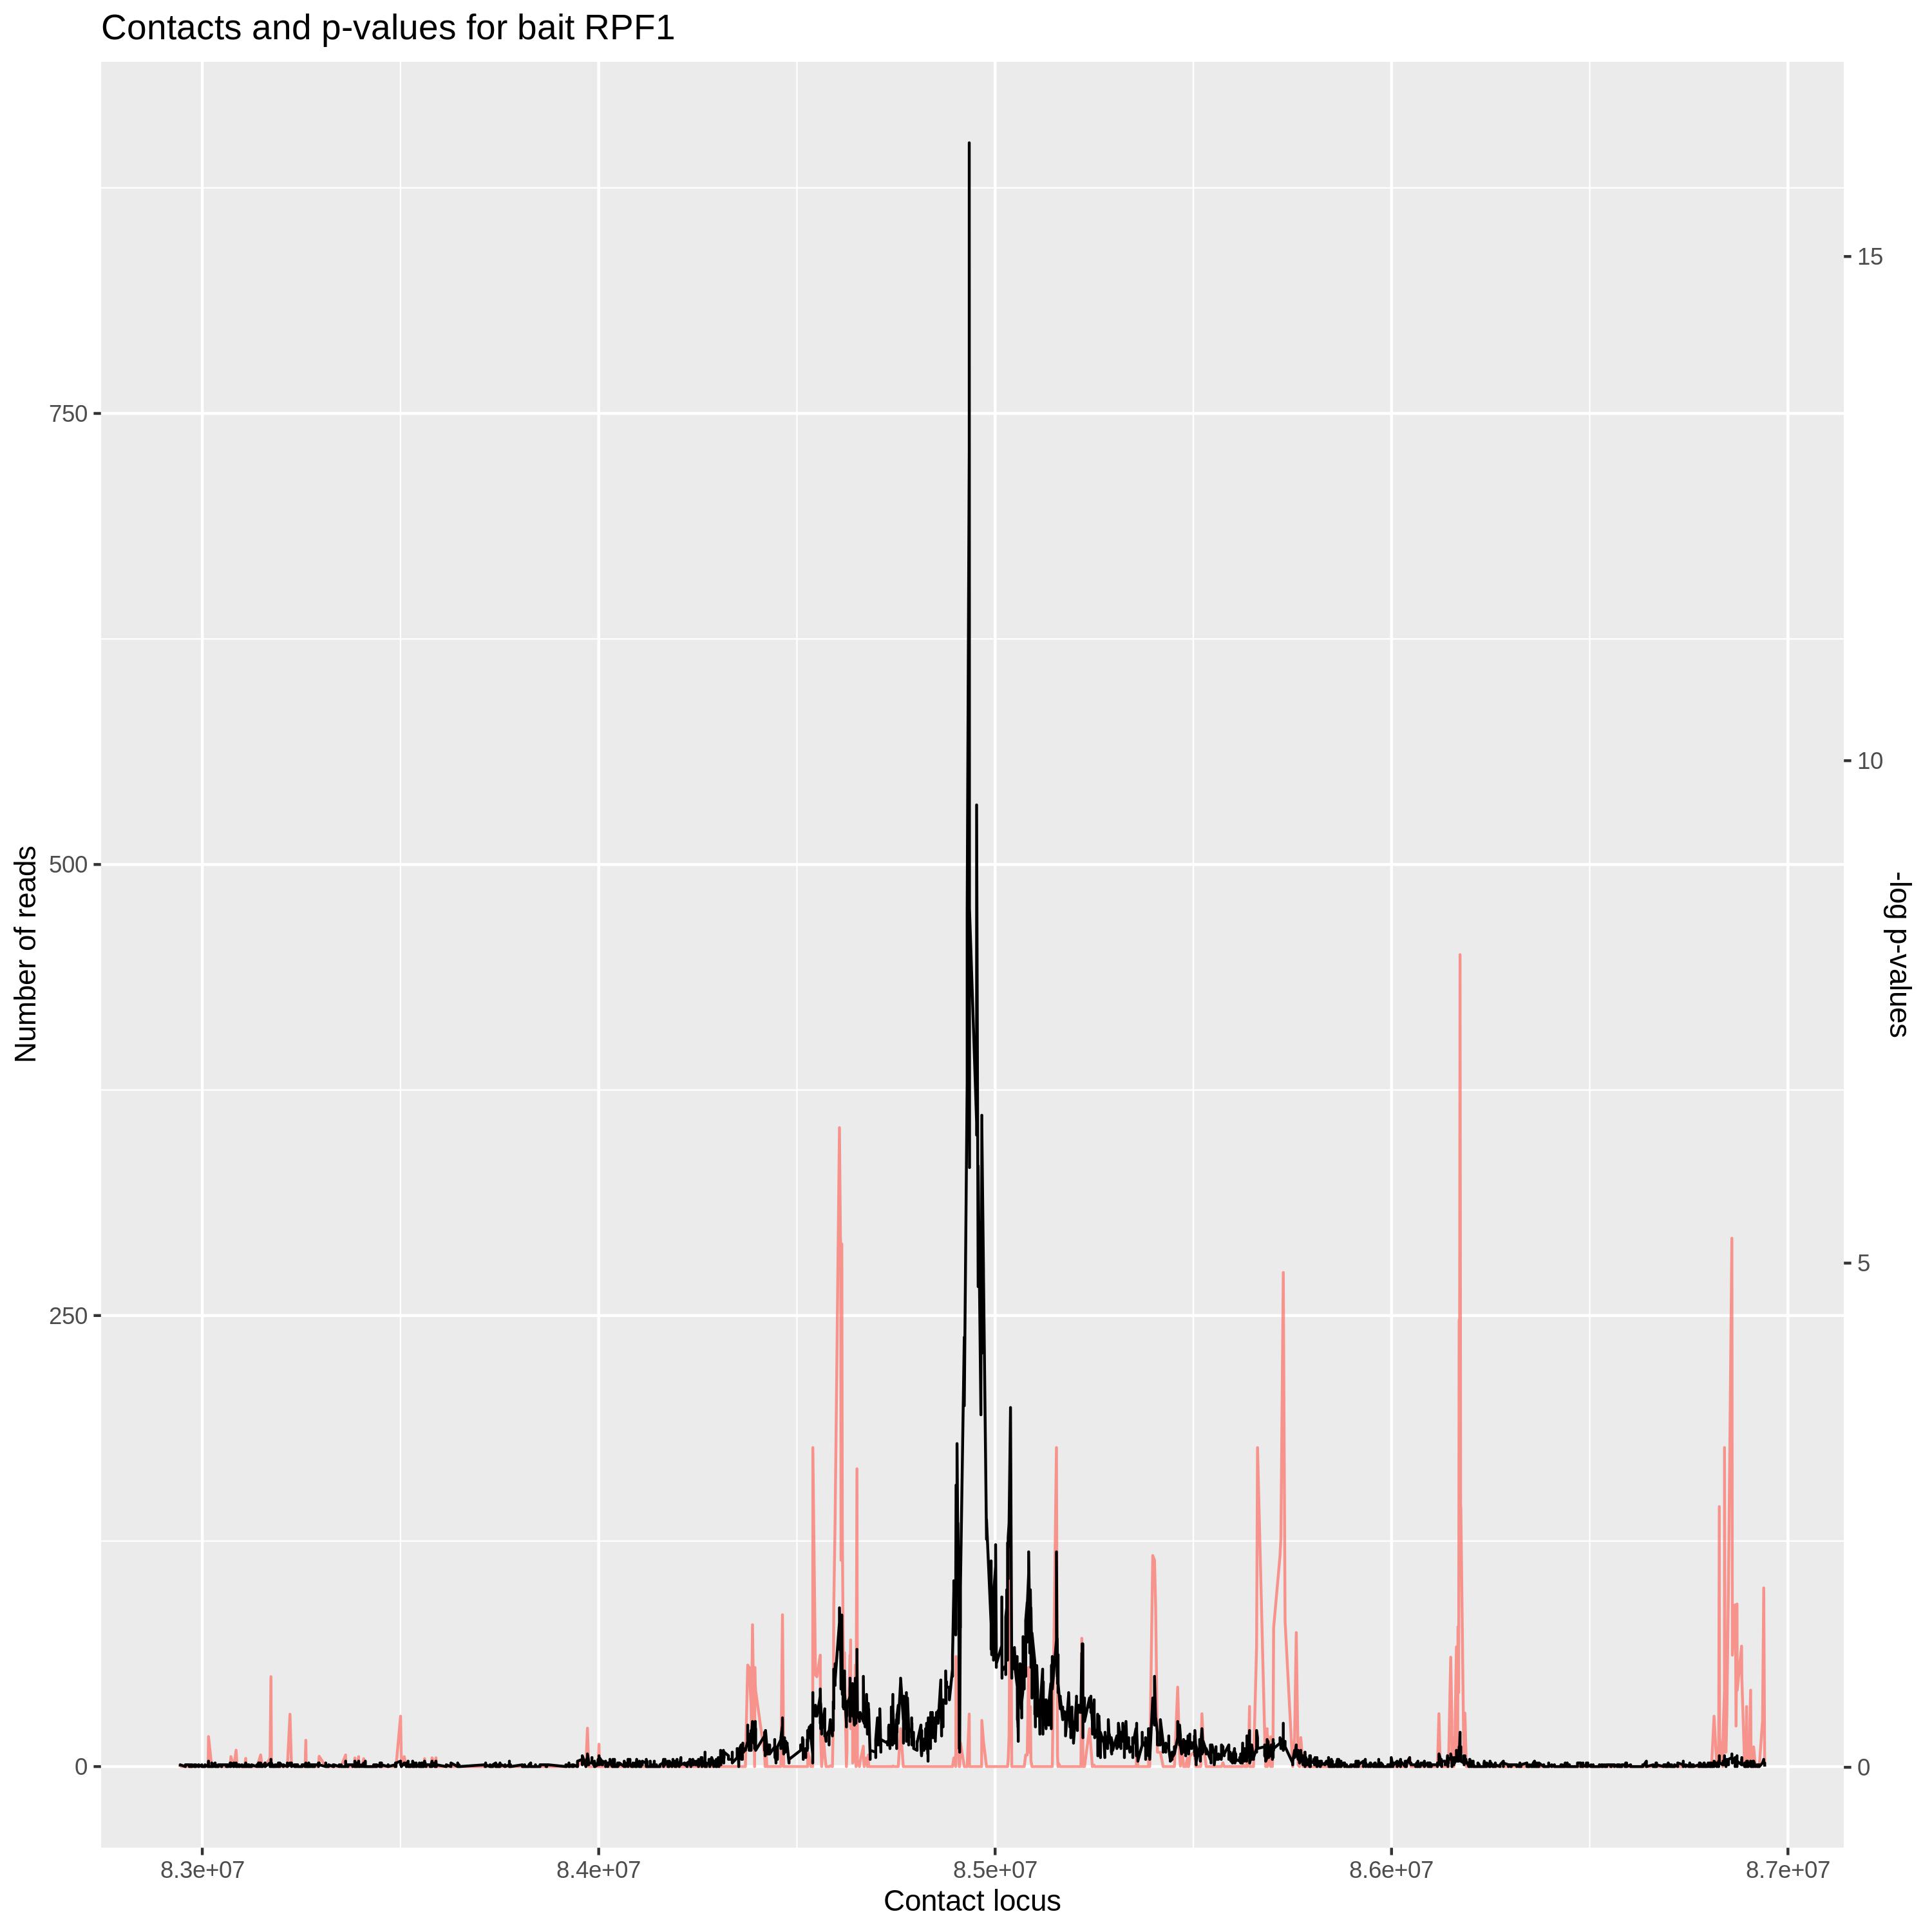 Contacts and p-values for bait RPF1
750
500
250
0
Number of reads
15
10
5
0
-log p-values
8.3e+07
8.4e+07
8.5e+07
8.6e+07
8.7e+07
Contact locus